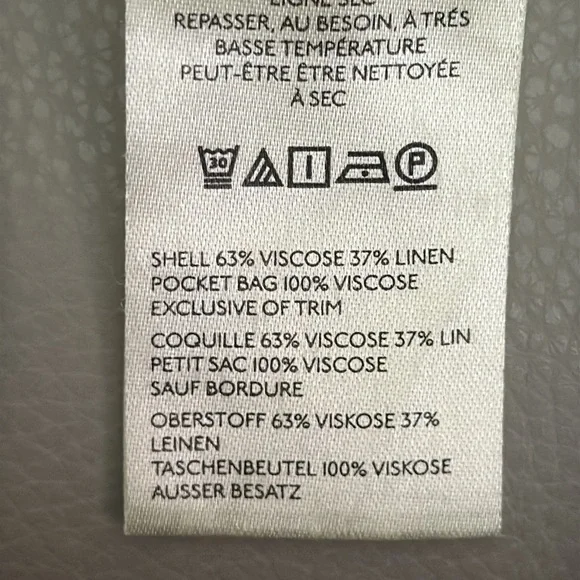 LIGNE SEC
REPASSER, AU BESOIN, À TRÉS
BASSE TEMPÉRATURE
PEUT-ÊTRE ÊTRE NETTOYÉE
À SEC
30 P
SHELL 63% VISCOSE 37% LINEN
POCKET BAG 100% VISCOSE
EXCLUSIVE OF TRIM
COQUILLE 63% VISCOSE 37% LIN
PETIT SAC 100% VISCOSE
SAUF BORDURE
OBERSTOFF 63% VISKOSE 37%
LEINEN
TASCHENBEUTEL 100% VISKOSE
AUSSER BESATZ